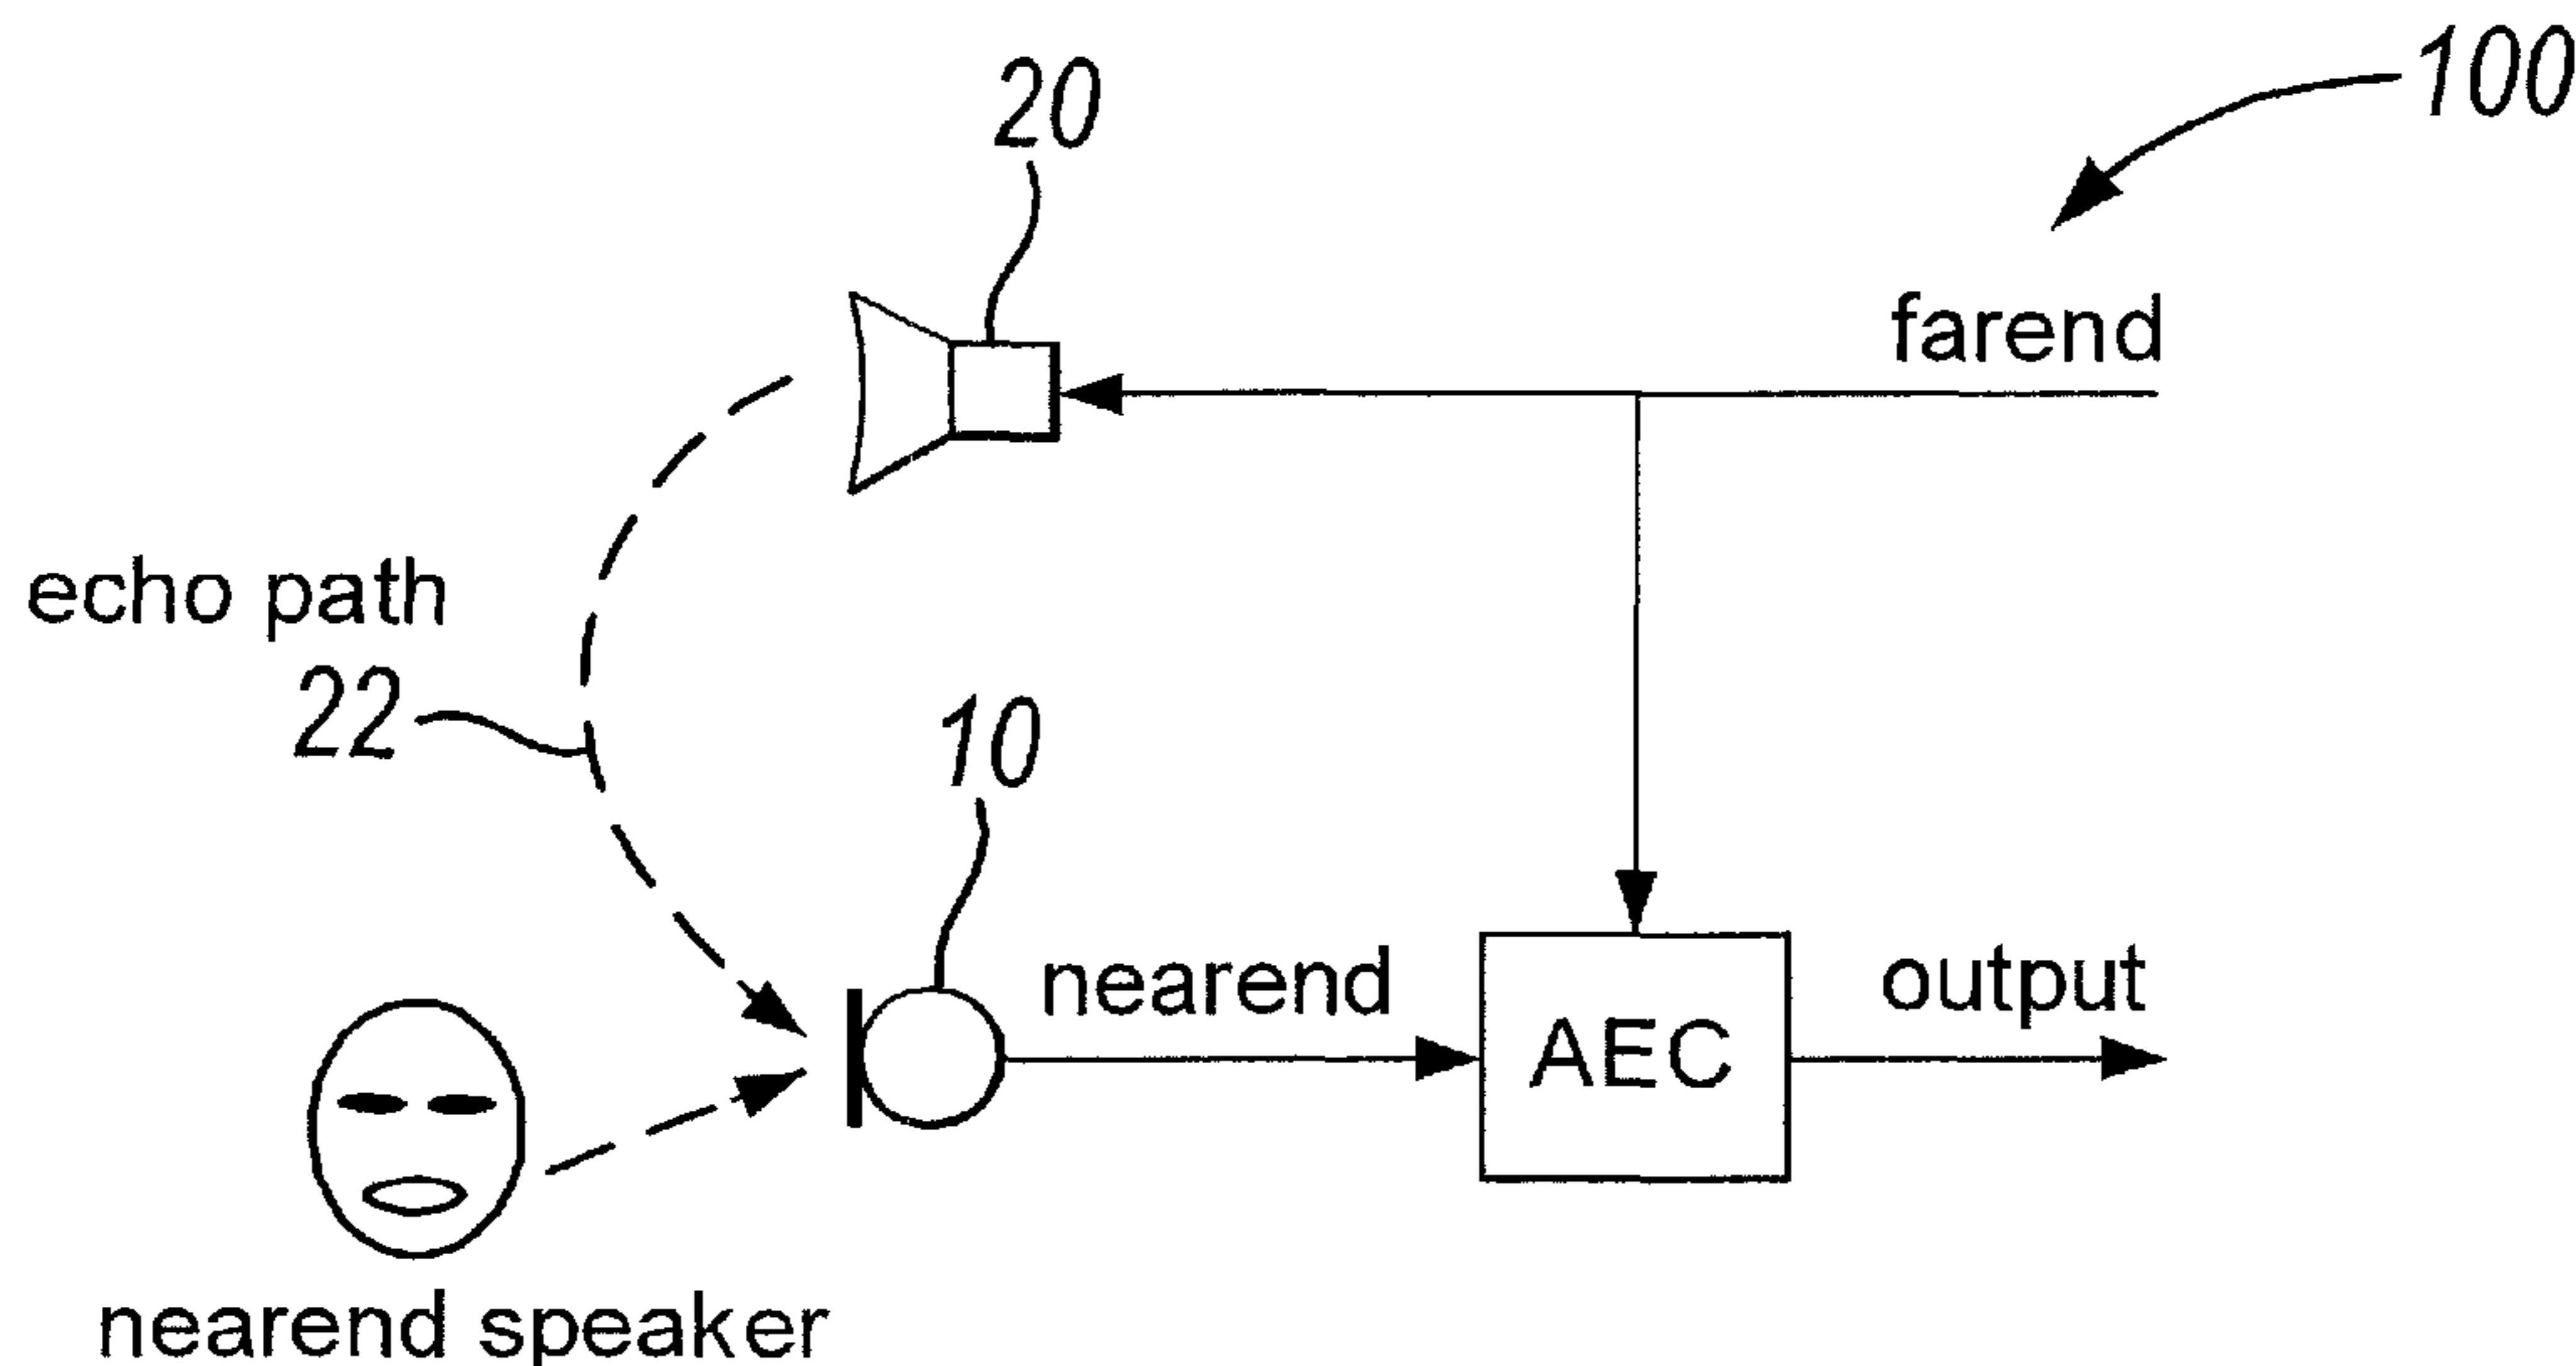 100
20
farend
echo path
22
10
nearend
AEC
output
nearend speaker